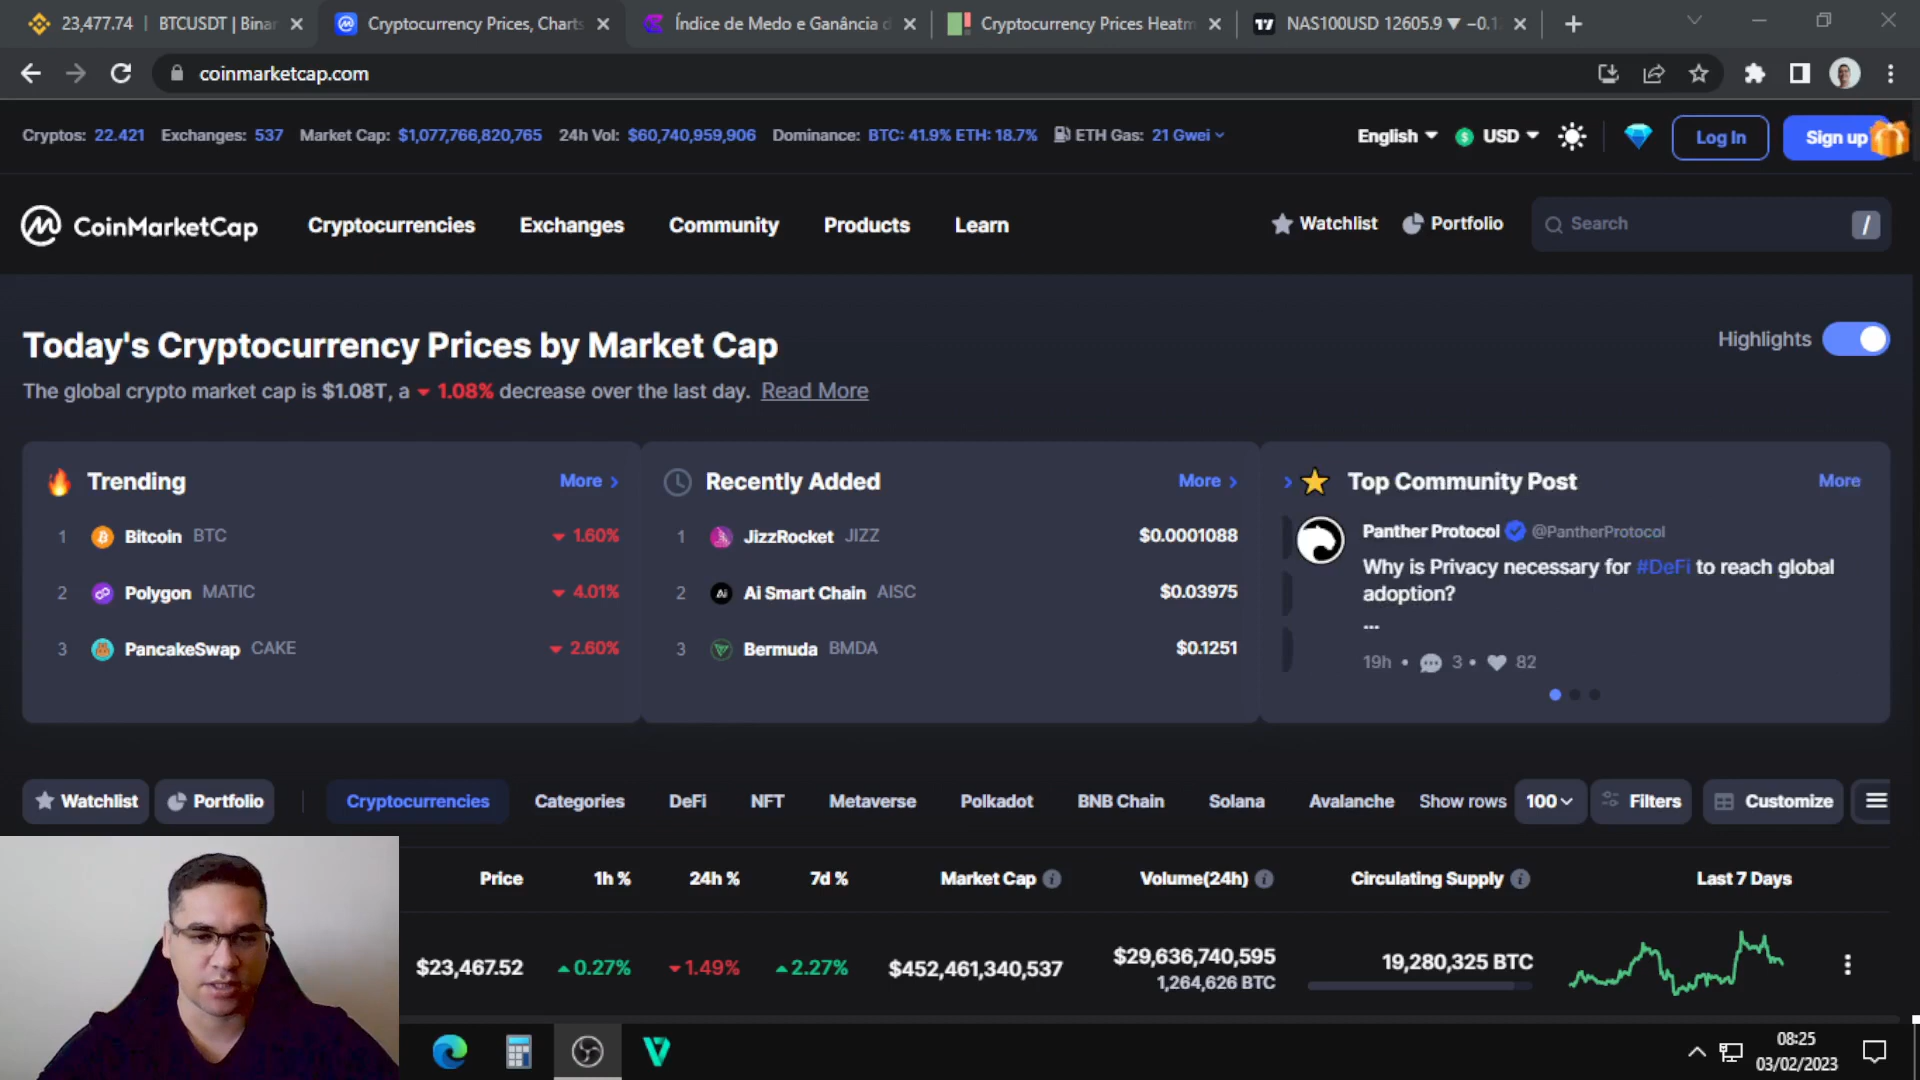 23,477.74 | BTCUSDT | Binan
Cryptocurrency Prices, Charts
Índice de Medo e Ganância d
Cryptocurrency Prices Heatm
NAS100USD 12605.9 ▼ −0.1
coinmarketcap.com
Cryptos: 22.421 Exchanges: 537 Market Cap: $1,077,766,820,765 24h Vol: $60,740,959,906 Dominance: BTC: 41.9% ETH: 18.7% ETH Gas: 21 Gwei
English USD Log In Sign up
CoinMarketCap Cryptocurrencies Exchanges Community Products Learn Watchlist Portfolio Search /
Today's Cryptocurrency Prices by Market Cap
Highlights
The global crypto market cap is $1.08T, a 1.08% decrease over the last day. Read More
Trending More
1 Bitcoin BTC 1.60%
2 Polygon MATIC 4.01%
3 PancakeSwap CAKE 2.60%
Recently Added More
1 JizzRocket JIZZ $0.0001088
2 Ai Smart Chain AISC $0.03975
3 Bermuda BMDA $0.1251
Top Community Post More
Panther Protocol @PantherProtocol
Why is Privacy necessary for #DeFi to reach global
adoption?
...
19h • 3 • 82
Watchlist Portfolio Cryptocurrencies Categories DeFi NFT Metaverse Polkadot BNB Chain Solana Avalanche Show rows 100 Filters Customize
Price 1h % 24h % 7d % Market Cap Volume(24h) Circulating Supply Last 7 Days
$23,467.52 0.27% 1.49% 2.27% $452,461,340,537 $29,636,740,595 19,280,325 BTC
1,264,626 BTC
08:25
03/02/2023